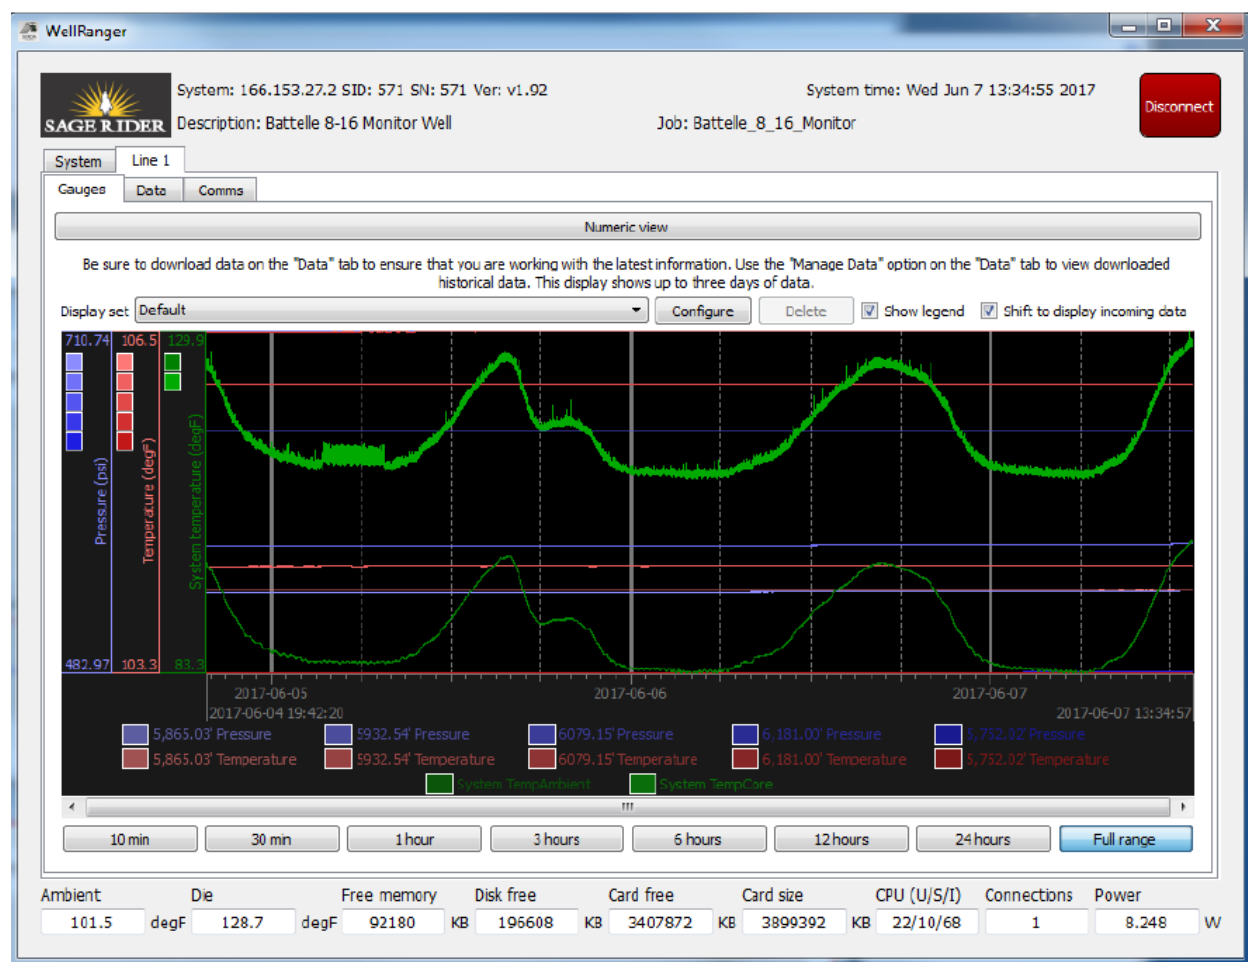 WellRanger
SAGE RIDER
System: 166.153.27.2 SID: 571 SN: 571 Ver: v1.92
System time: Wed Jun 7 13:34:55 2017
Disconnect
Description: Battelle 8-16 Monitor Well
Job: Battelle_8_16_Monitor
System Line 1
Gauges Data Comms
Numeric view
Be sure to download data on the "Data" tab to ensure that you are working with the latest information. Use the "Manage Data" option on the "Data" tab to view downloaded
historical data. This display shows up to three days of data.
Display set Default Configure Delete Show legend Shift to display incoming data
710.74 106.5 129.9
Pressure (psi)
Temperature (degF)
System temperature (degF)
482.97 103.3 83.3
2017-06-05 2017-06-06 2017-06-07
2017-06-04 19:42:20 2017-06-07 13:34:57
5,865.03' Pressure 5932.54' Pressure 6079.15' Pressure 6,181.00' Pressure 5,752.02' Pressure
5,865.03' Temperature 5932.54' Temperature 6079.15' Temperature 6,181.00' Temperature 5,752.02' Temperature
System TempAmbient System TempCore
10 min 30 min 1 hour 3 hours 6 hours 12 hours 24 hours Full range
Ambient Die Free memory Disk free Card free Card size CPU (U/S/I) Connections Power
101.5 degF 128.7 degF 92180 KB 196608 KB 3407872 KB 3899392 KB 22/10/68 1 8.248 W